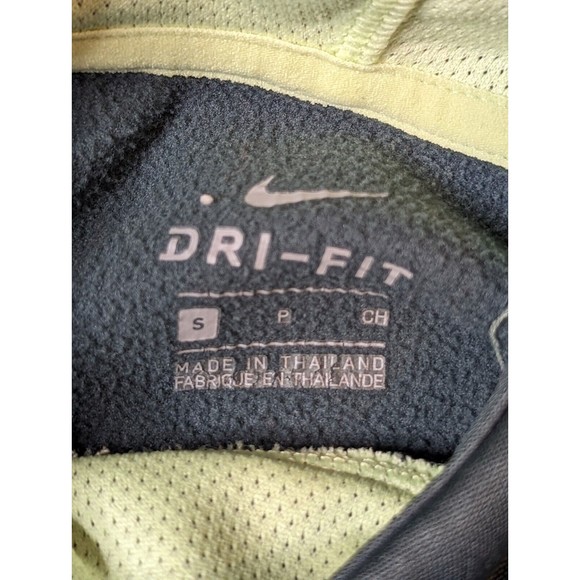 DRI-FIT
S P CH
MADE IN THAILAND
FABRIQUE EN THAILANDE